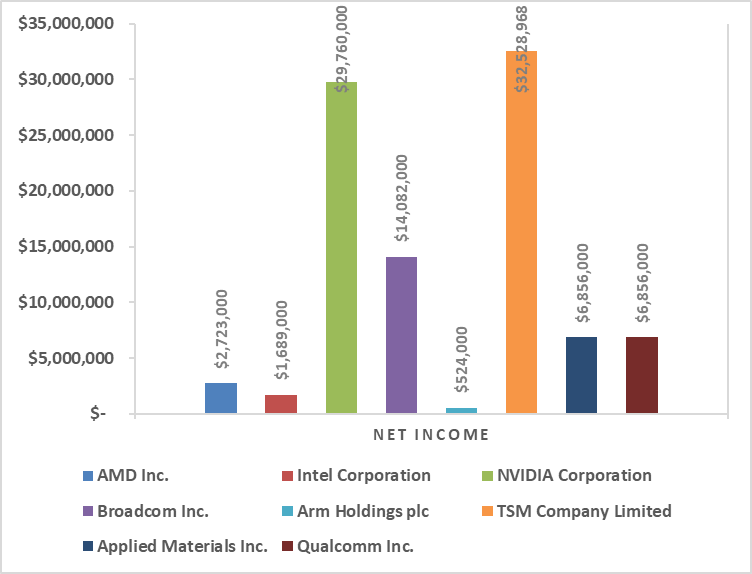 $35,000,000
$30,000,000
$25,000,000
$20,000,000
$15,000,000
$10,000,000
$5,000,000
$-
$2,723,000
$1,689,000
$29,760,000
$14,082,000
$524,000
$32,528,968
$6,856,000
$6,856,000
NET INCOME
AMD Inc.
Intel Corporation
NVIDIA Corporation
Broadcom Inc.
Arm Holdings plc
TSM Company Limited
Applied Materials Inc.
Qualcomm Inc.